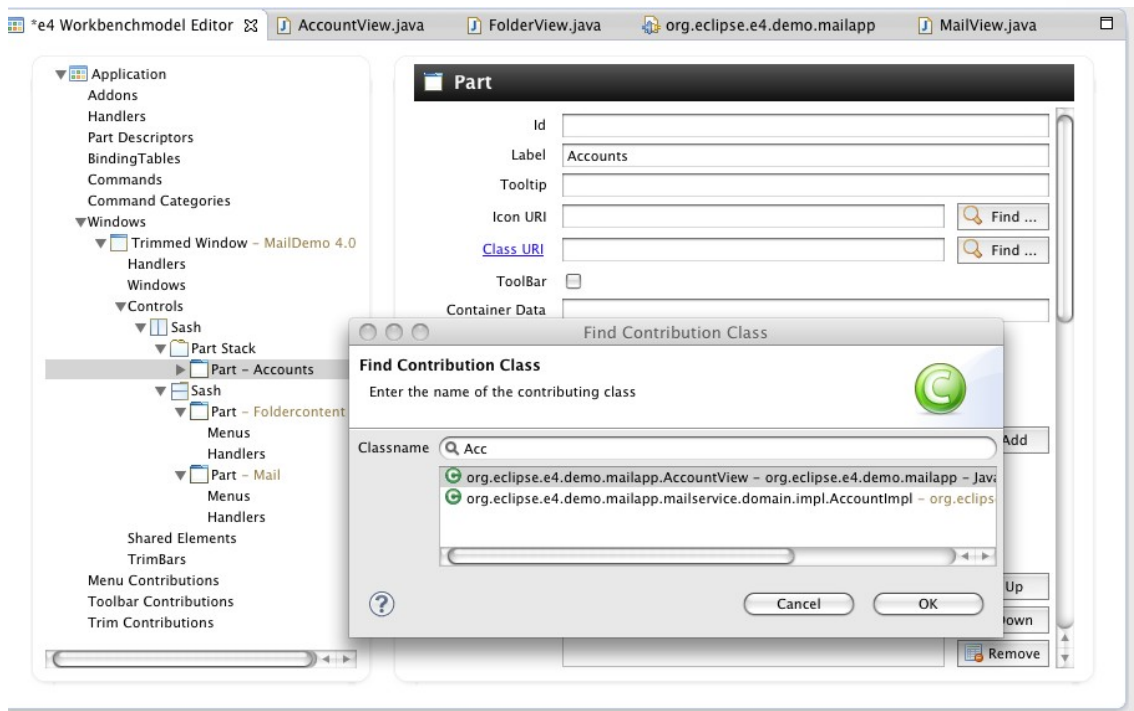 *e4 Workbenchmodel Editor
AccountView.java
FolderView.java
org.eclipse.e4.demo.mailapp
MailView.java
Application
Addons
Handlers
Part Descriptors
BindingTables
Commands
Command Categories
Windows
Trimmed Window – MailDemo 4.0
Handlers
Windows
Controls
Sash
Part Stack
Part – Accounts
Sash
Part – Foldercontent
Menus
Handlers
Part – Mail
Menus
Handlers
Shared Elements
TrimBars
Menu Contributions
Toolbar Contributions
Trim Contributions
Part
Id
Label Accounts
Tooltip
Icon URI Find ...
Class URI Find ...
ToolBar
Container Data
Find Contribution Class
Find Contribution Class
Enter the name of the contributing class
C
Classname Acc
org.eclipse.e4.demo.mailapp.AccountView – org.eclipse.e4.demo.mailapp – Java
org.eclipse.e4.demo.mailapp.mailservice.domain.impl.AccountImpl – org.eclips
? Cancel OK
Add
Up
own
Remove